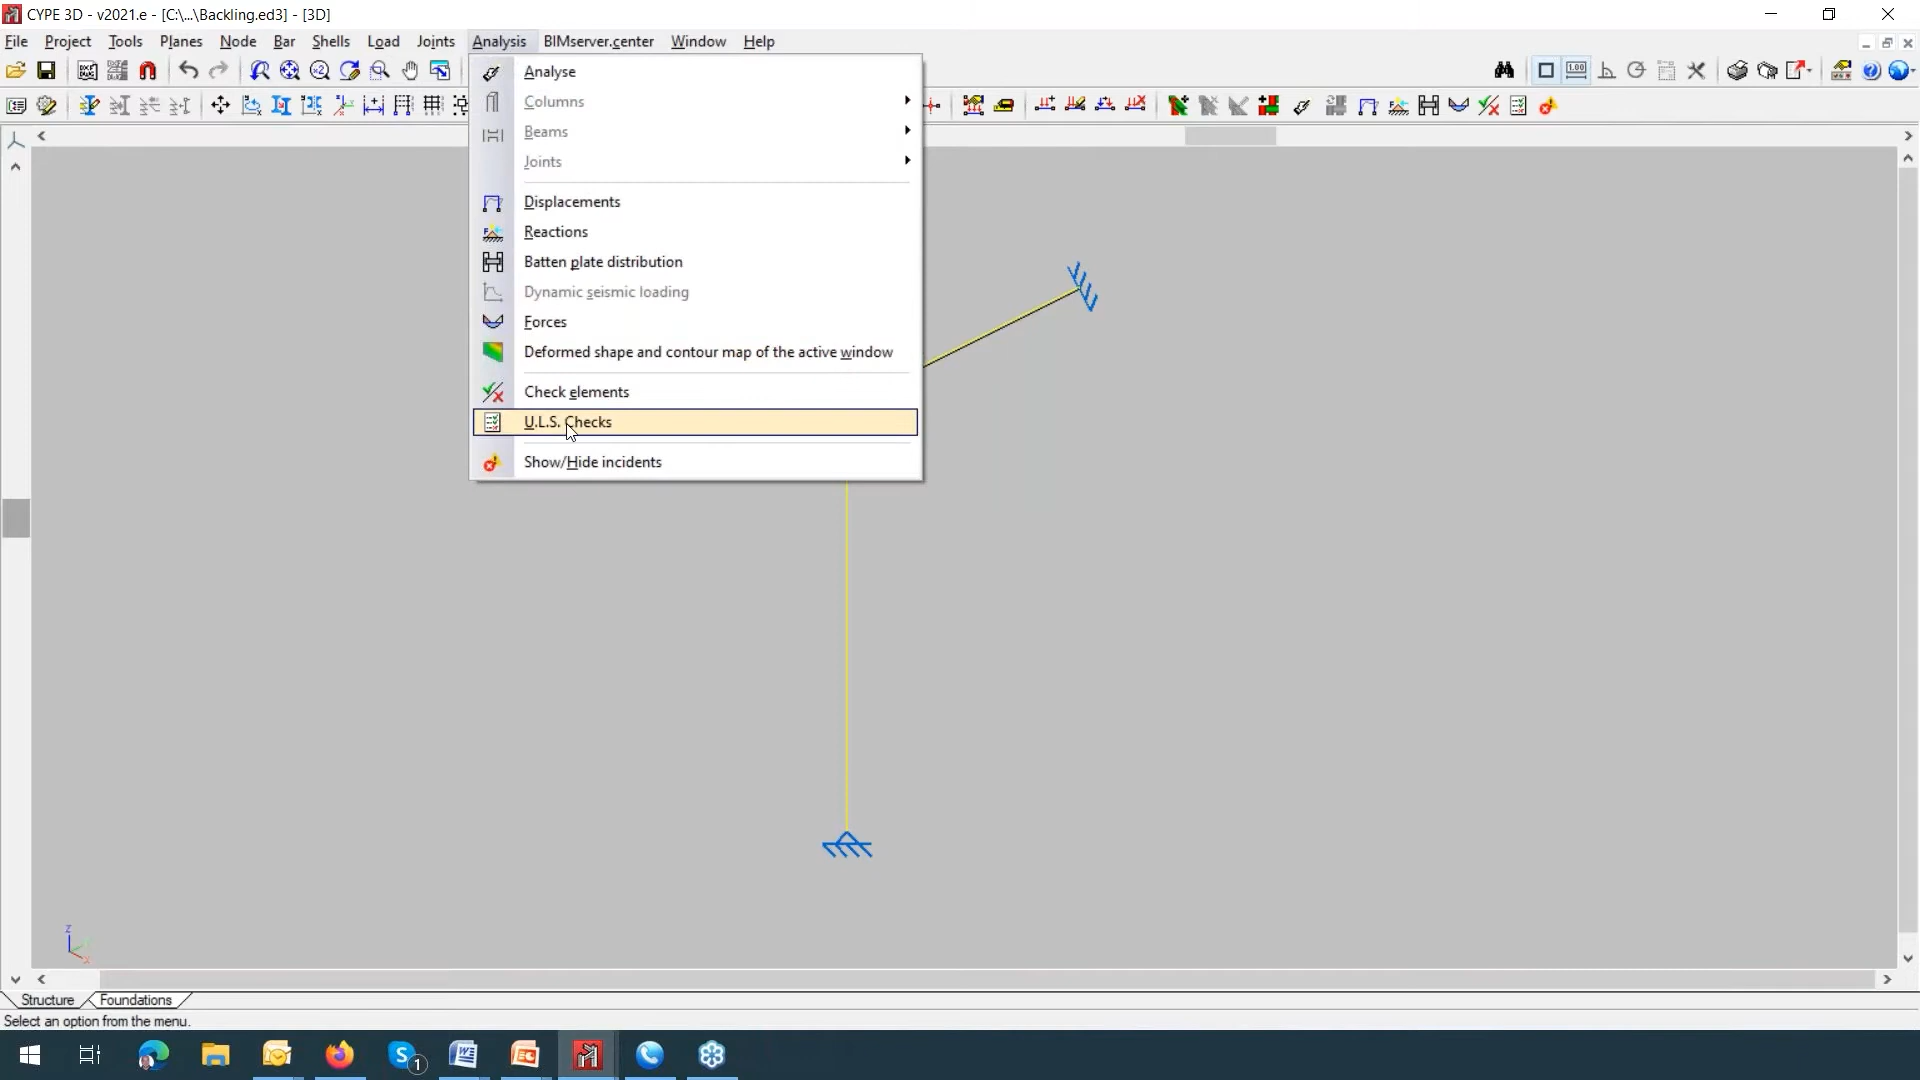 CYPE 3D - v2021.e - [C:\...\Backling.ed3] - [3D]
File Project Tools Planes Node Bar Shells Load Joints Analysis BIMserver.center Window Help
Analyse
Columns
Beams
Joints
Displacements
Reactions
Batten plate distribution
Dynamic seismic loading
Forces
Deformed shape and contour map of the active window
Check elements
U.L.S. Checks
Show/Hide incidents
Z
X
Structure Foundations
Select an option from the menu.
1